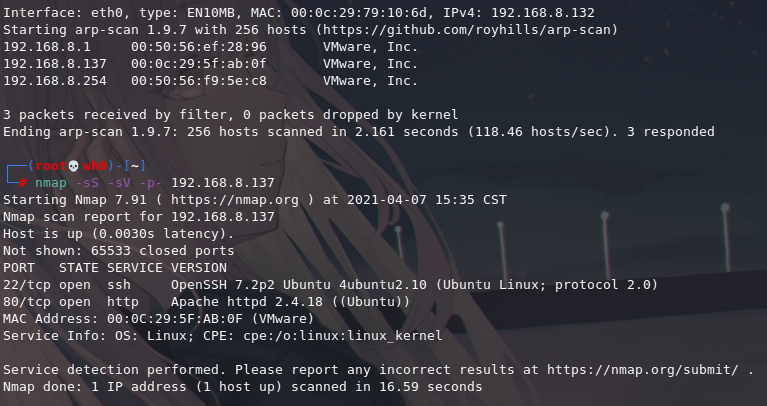 Interface: eth0, type: EN10MB, MAC: 00:0c:29:79:10:6d, IPv4: 192.168.8.132
Starting arp-scan 1.9.7 with 256 hosts (https://github.com/royhills/arp-scan)
192.168.8.1     00:50:56:ef:28:96       VMware, Inc.
192.168.8.137   00:0c:29:5f:ab:0f       VMware, Inc.
192.168.8.254   00:50:56:f9:5e:c8       VMware, Inc.

3 packets received by filter, 0 packets dropped by kernel
Ending arp-scan 1.9.7: 256 hosts scanned in 2.161 seconds (118.46 hosts/sec). 3 responded

┌──(root💀wh0)-[~]
└─# nmap -sS -sV -p- 192.168.8.137
Starting Nmap 7.91 ( https://nmap.org ) at 2021-04-07 15:35 CST
Nmap scan report for 192.168.8.137
Host is up (0.0030s latency).
Not shown: 65533 closed ports
PORT   STATE SERVICE VERSION
22/tcp open  ssh     OpenSSH 7.2p2 Ubuntu 4ubuntu2.10 (Ubuntu Linux; protocol 2.0)
80/tcp open  http    Apache httpd 2.4.18 ((Ubuntu))
MAC Address: 00:0C:29:5F:AB:0F (VMware)
Service Info: OS: Linux; CPE: cpe:/o:linux:linux_kernel

Service detection performed. Please report any incorrect results at https://nmap.org/submit/ .
Nmap done: 1 IP address (1 host up) scanned in 16.59 seconds